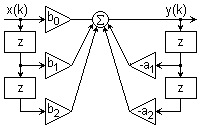 x(k) b0 Σ y(k)
z z
b1 -a1
z z
b2 -a2